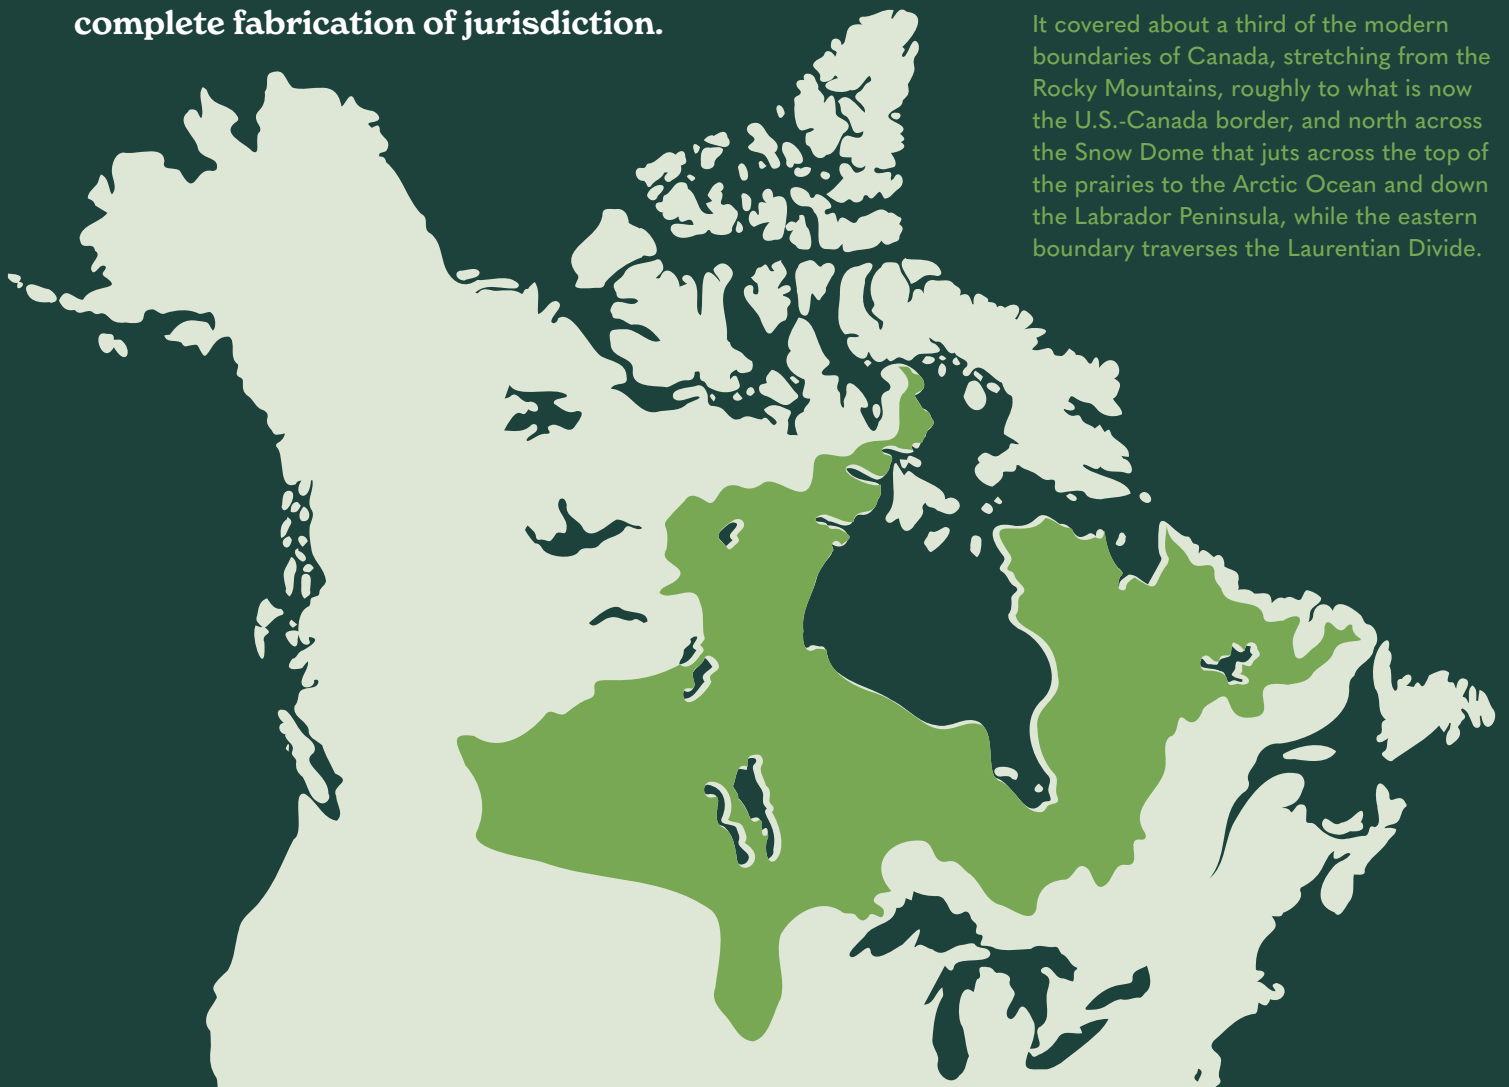 complete fabrication of jurisdiction.
It covered about a third of the modern
boundaries of Canada, stretching from the
Rocky Mountains, roughly to what is now
the U.S.-Canada border, and north across
the Snow Dome that juts across the top of
the prairies to the Arctic Ocean and down
the Labrador Peninsula, while the eastern
boundary traverses the Laurentian Divide.